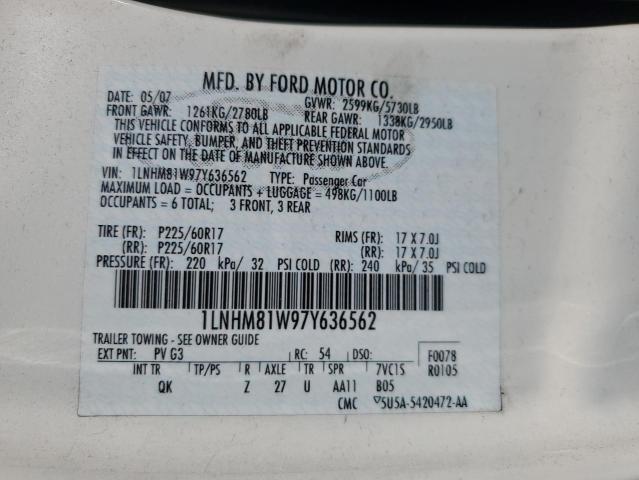 MFD. BY FORD MOTOR CO.
DATE: 05/07 GVWR: 2599KG/5730LB
FRONT GAWR: 1261KG/2780LB REAR GAWR: 1338KG/2950LB
THIS VEHICLE CONFORMS TO ALL APPLICABLE FEDERAL MOTOR
VEHICLE SAFETY, BUMPER, AND THEFT PREVENTION STANDARDS
IN EFFECT ON THE DATE OF MANUFACTURE SHOWN ABOVE.
VIN: 1LNHM81W97Y636562 TYPE: Passenger Car
MAXIMUM LOAD = OCCUPANTS + LUGGAGE = 498KG/1100LB
OCCUPANTS = 6 TOTAL; 3 FRONT, 3 REAR
TIRE (FR): P225/60R17 RIMS (FR): 17 X 7.0J
(RR): P225/60R17 (RR): 17 X 7.0J
PRESSURE (FR): 220 kPa/ 32 PSI COLD (RR): 240 kPa/ 35 PSI COLD
1LNHM81W97Y636562
TRAILER TOWING - SEE OWNER GUIDE
EXT PNT: PV G3 RC: 54 DSO: F0078
INT TR TP/PS R AXLE TR SPR 7VC1S R0105
QK Z 27 U AA11 B05
CMC 5U5A-5420472-AA